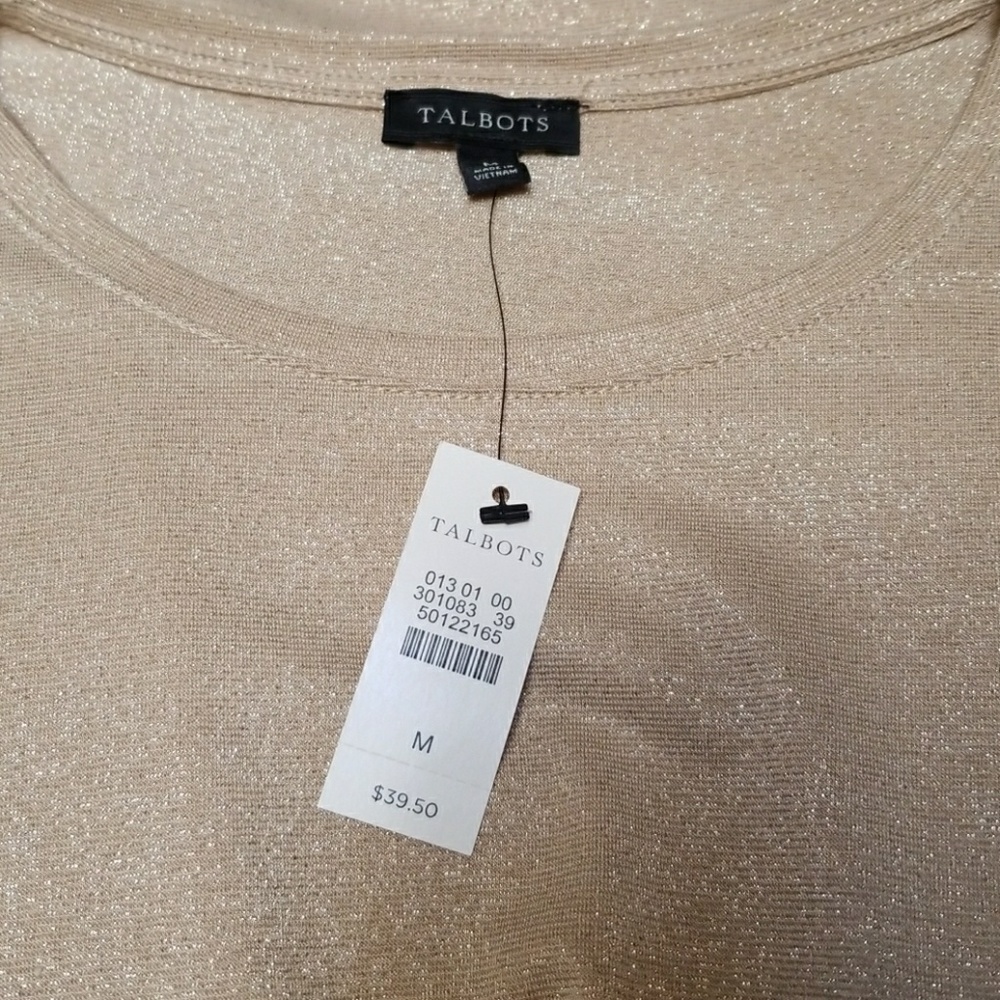 TALBOTS
M
MADE IN
VIETNAM
TALBOTS
013 01 00
301083 39
50122165
M
$39.50